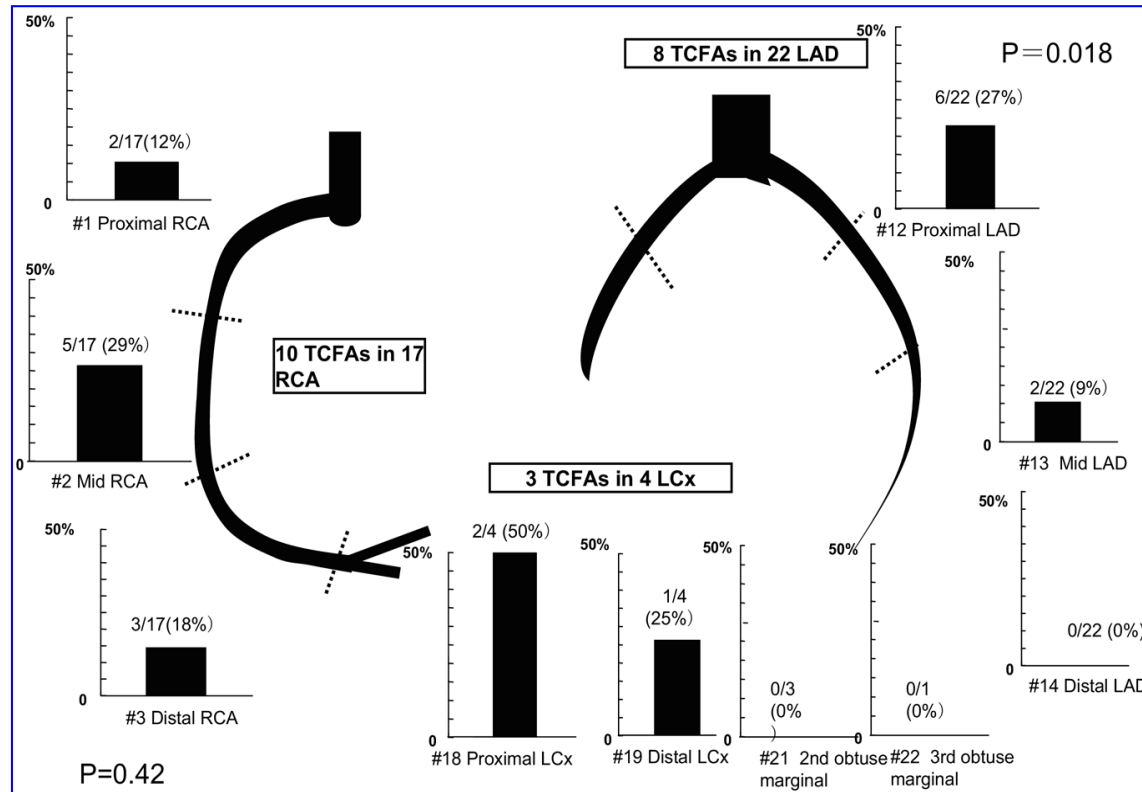 50%
2/17(12%)
0
#1 Proximal RCA
50%
5/17 (29%)
0
#2 Mid RCA
10 TCFAs in 17
RCA
50%
3/17(18%)
0
#3 Distal RCA
P=0.42
8 TCFAs in 22 LAD
P=0.018
50%
6/22 (27%)
0
#12 Proximal LAD
50%
2/22 (9%)
0
#13 Mid LAD
50%
0/22 (0%)
0
#14 Distal LAD
3 TCFAs in 4 LCx
50%
2/4 (50%)
0
#18 Proximal LCx
50%
1/4
(25%)
0
#19 Distal LCx
50%
0/3
(0%
)
0
#21 2nd obtuse
marginal
50%
0/1
(0%)
0
#22 3rd obtuse
marginal